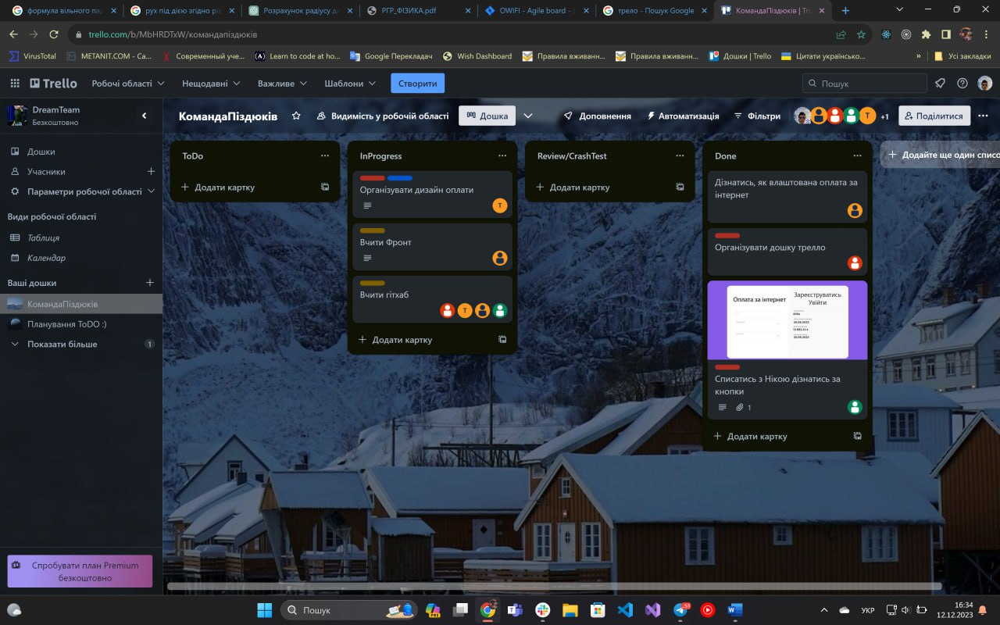 формула вільного пад
рух під дією згідно рів
Розрахунок радіусу д
РГР_ФІЗИКА.pdf
OWIFI - Agile board - J
трело - Пошук Google
КомандаПіздюків | Tre
trello.com/b/MbHRDTxW/командапіздюків
VirusTotal
METANIT.COM - Са...
Современный уче...
Learn to code at ho...
Google Перекладач
Wish Dashboard
Правила вживанн...
Правила вживанн...
Дошки | Trello
Цитати українсько...
»
Усі закладки
Trello
Робочі області
Нещодавні
Важливе
Шаблони
Створити
Пошук
DreamTeam
Безкоштовно
КомандаПіздюків
Видимість у робочій області
Дошка
Доповнення
Автоматизація
Фільтри
T
+1
Поділитися
Дошки
Учасники
Параметри робочої області
Види робочої області
Таблиця
Календар
Ваші дошки
КомандаПіздюків
Планування ToDO :)
Показати більше
1
Спробувати план Premium
безкоштовно
ToDo
Додати картку
InProgress
Організувати дизайн оплати
T
Вчити Фронт
Вчити гітхаб
T
Додати картку
Review/CrashTest
Додати картку
Done
Дізнатись, як влаштована оплата за
інтернет
Організувати дошку трелло
Оплата за інтернет
Зареєструватись
Увійти
Списатись з Нікою дізнатись за
кнопки
1
Додати картку
Додайте ще один списо
Пошук
PRE
51
УКР
16:34
12.12.2023